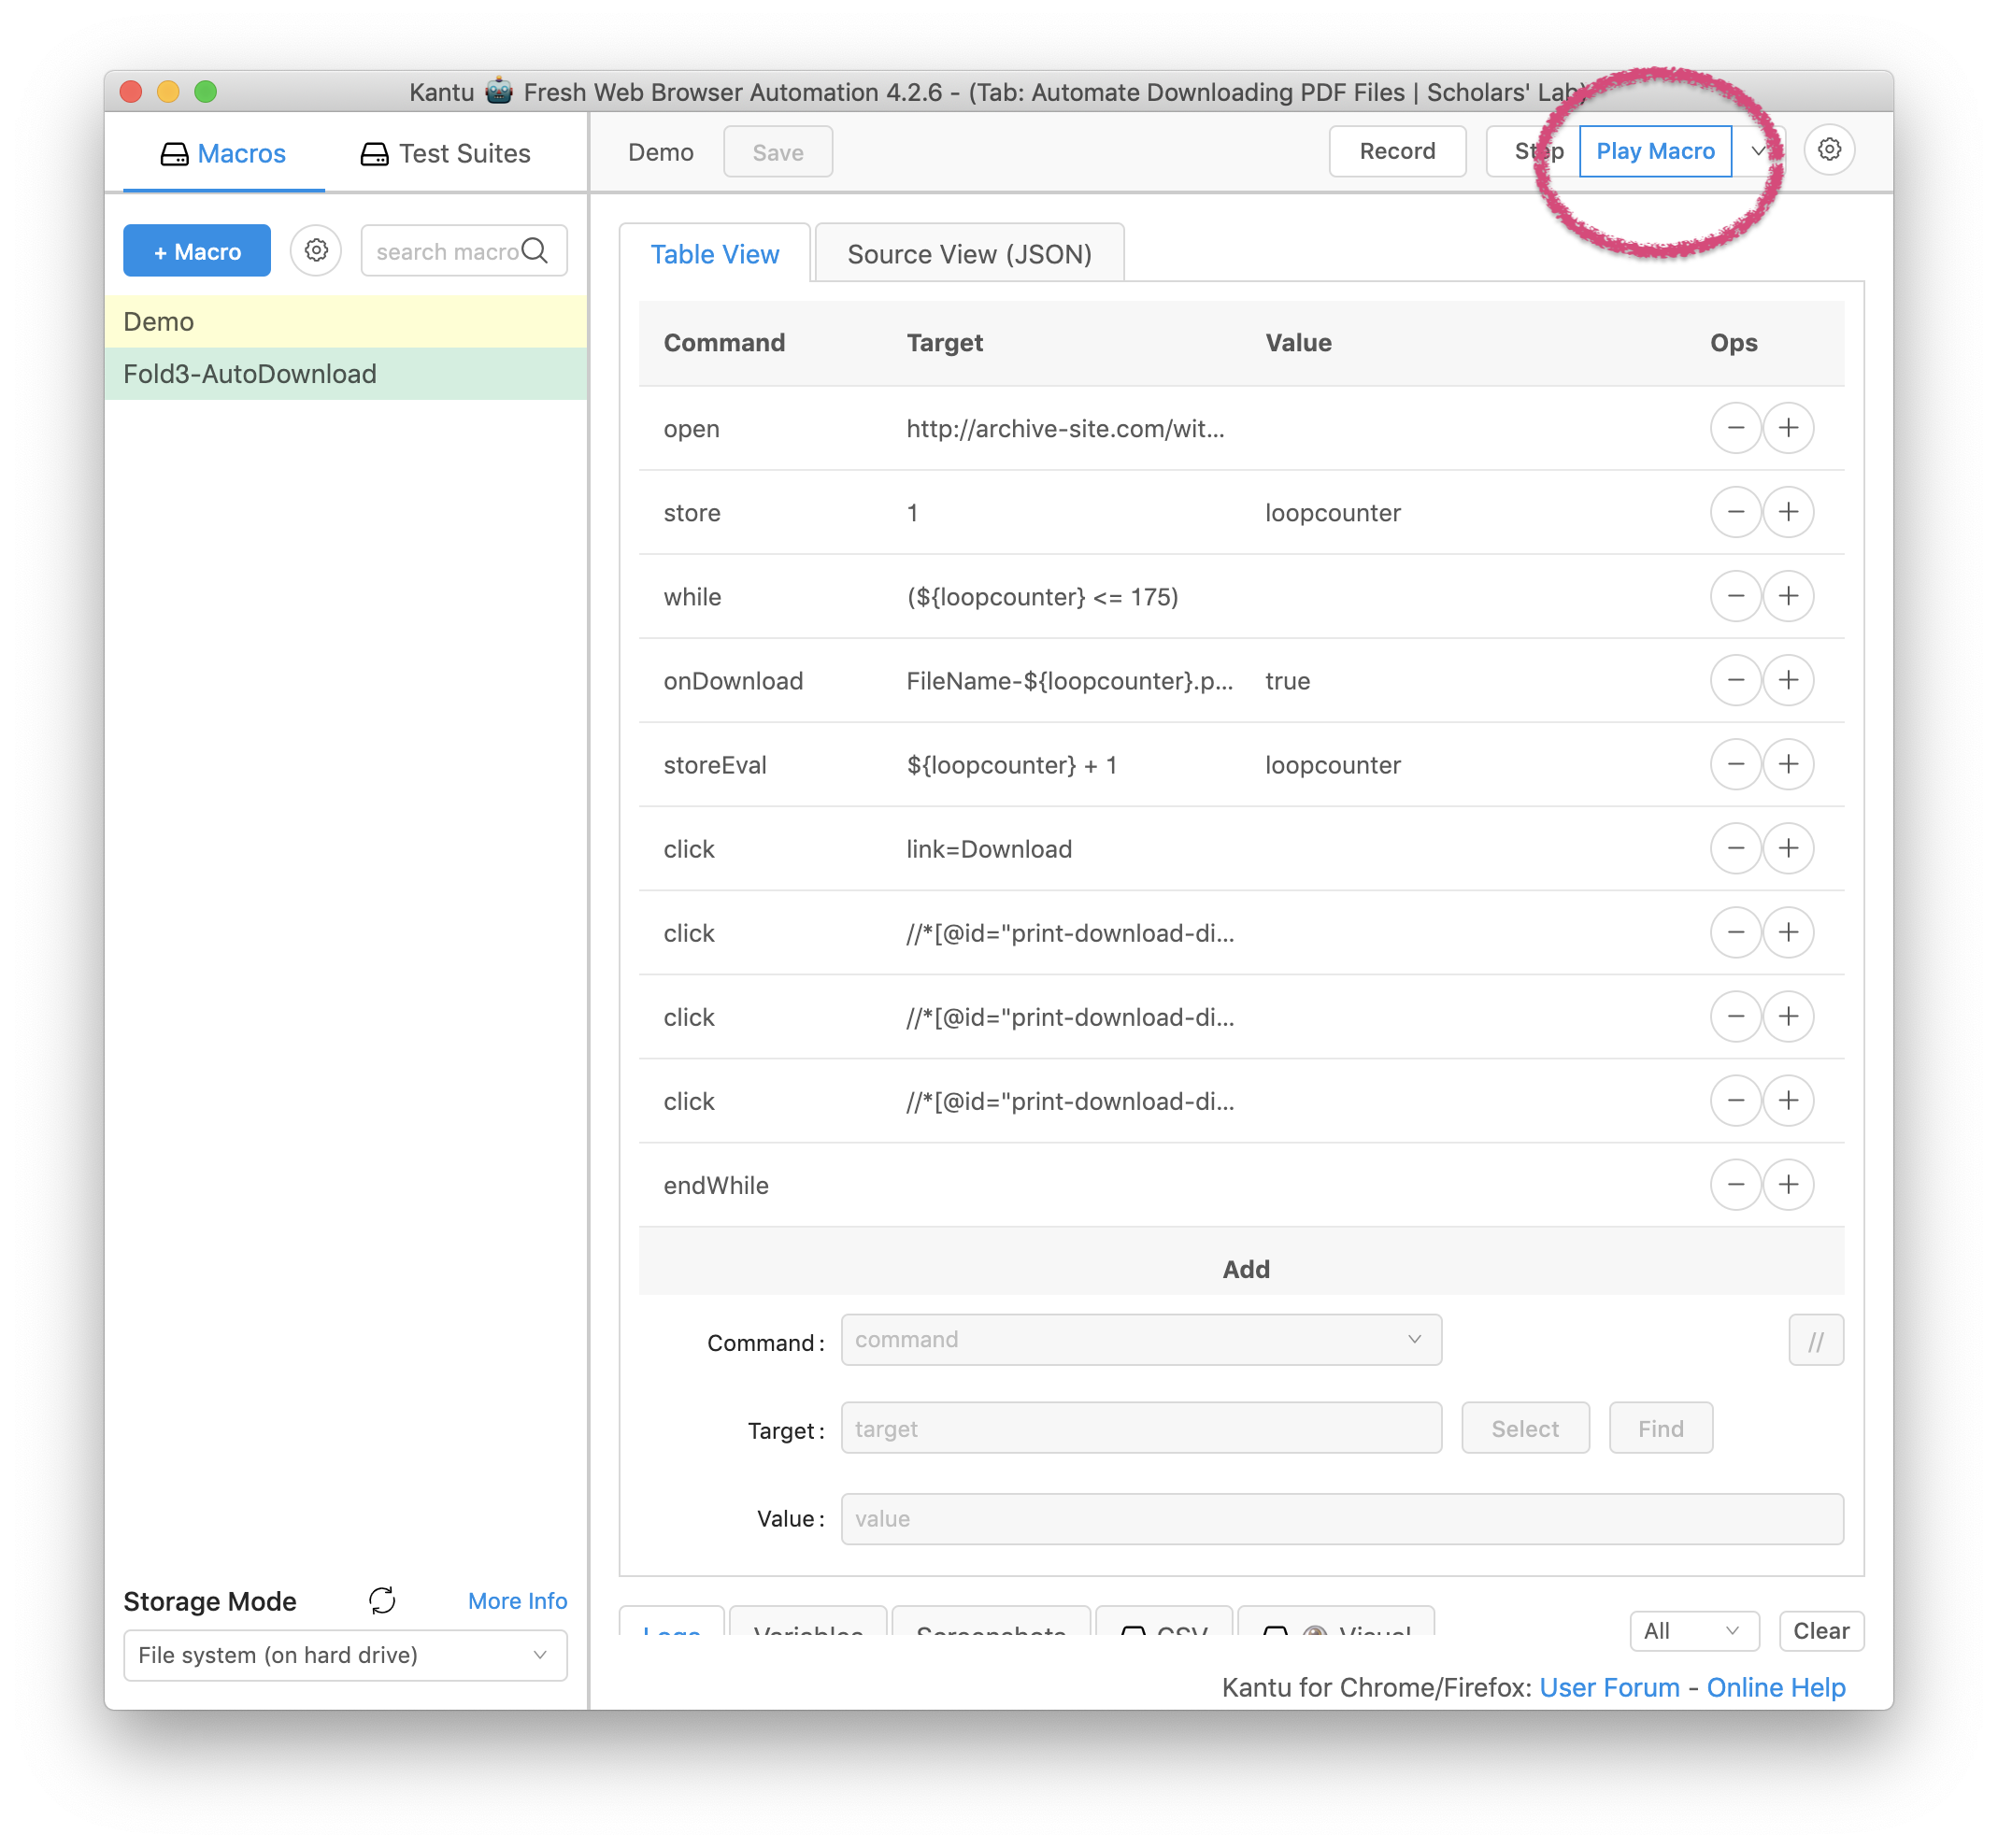 Kantu 🤖 Fresh Web Browser Automation 4.2.6 - (Tab: Automate Downloading PDF Files | Scholars' Lab)
Macros
Test Suites
Demo
Save
Record
Step
Play Macro
+ Macro
search macro
Demo
Fold3-AutoDownload
Table View
Source View (JSON)
Command Target Value Ops
open http://archive-site.com/wit...
store 1 loopcounter
while (${loopcounter} <= 175)
onDownload FileName-${loopcounter}.p... true
storeEval ${loopcounter} + 1 loopcounter
click link=Download
click //*[@id="print-download-di...
click //*[@id="print-download-di...
click //*[@id="print-download-di...
endWhile
Add
Command: command //
Target: target Select Find
Value: value
Storage Mode More Info
File system (on hard drive)
Logs Variables Screenshots CSV Visual
All Clear
Kantu for Chrome/Firefox: User Forum - Online Help